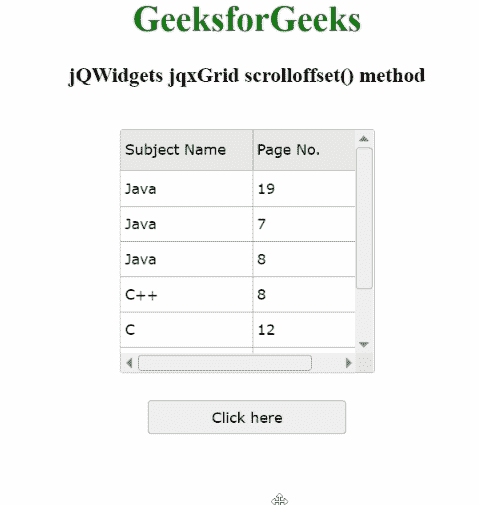 GeeksforGeeks
jQWidgets jqxGrid scrolloffset() method
Subject Name Page No.
Java 19
Java 7
Java 8
C++ 8
C 12
Click here